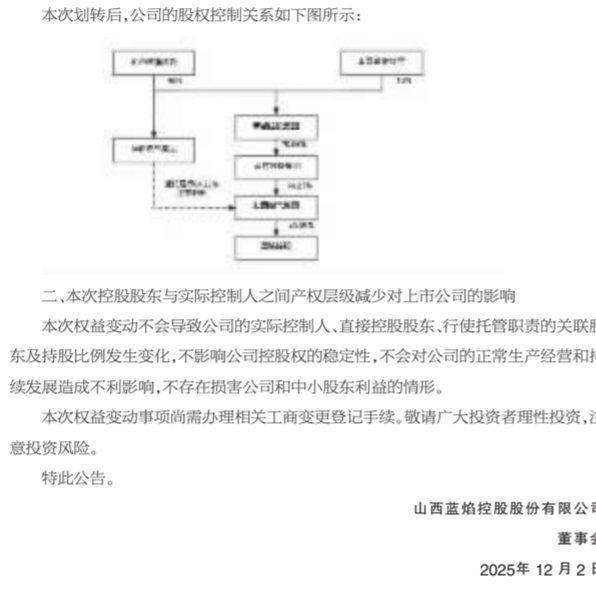 本次划转后,公司的股权控制关系如下图所示:
二、本次控股股东与实际控制人之间产权层级减少对上市公司的影响
本次权益变动不会导致公司的实际控制人、直接控股股东、行使托管职责的关联股
东及持股比例发生变化,不影响公司控股权的稳定性,不会对公司的正常生产经营和持
续发展造成不利影响,不存在损害公司和中小股东利益的情形。
本次权益变动事项尚需办理相关工商变更登记手续。敬请广大投资者理性投资,注
意投资风险。
特此公告。
山西蓝焰控股股份有限公司
董事会
2025年 12 月 2 日